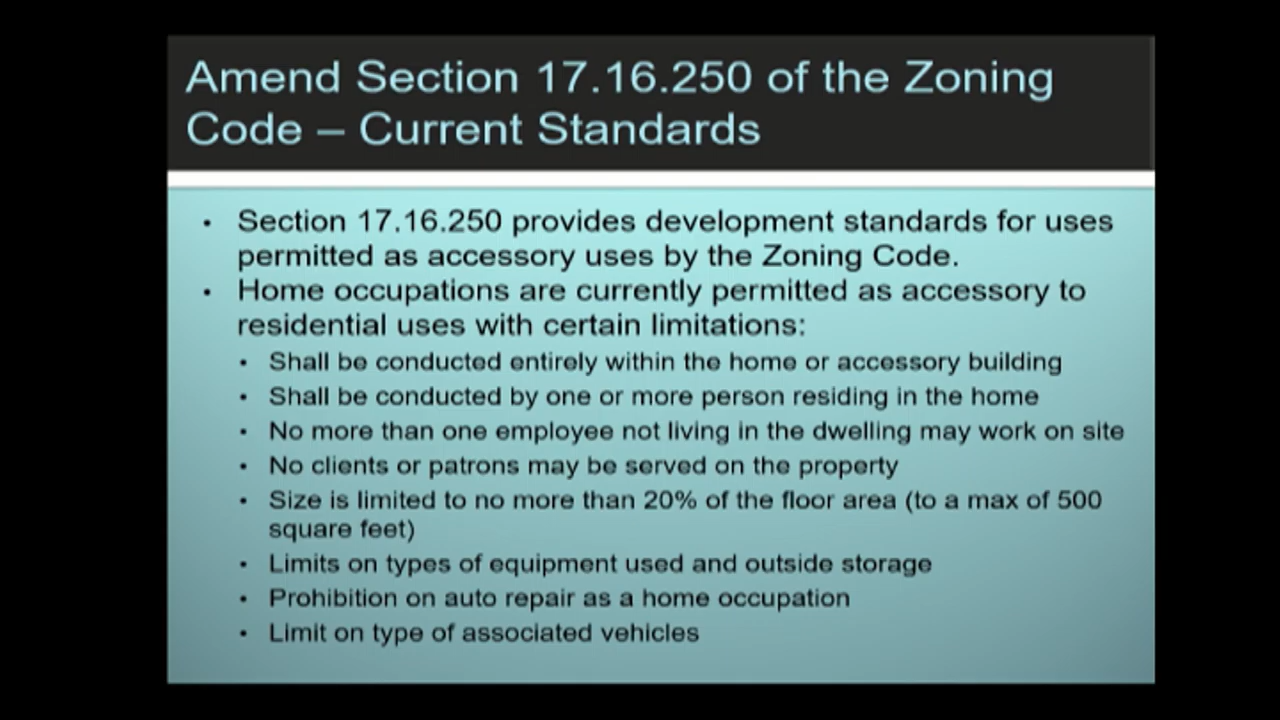 Amend Section 17.16.250 of the Zoning
Code – Current Standards
• Section 17.16.250 provides development standards for uses
permitted as accessory uses by the Zoning Code.
• Home occupations are currently permitted as accessory to
residential uses with certain limitations:
• Shall be conducted entirely within the home or accessory building
• Shall be conducted by one or more person residing in the home
• No more than one employee not living in the dwelling may work on site
• No clients or patrons may be served on the property
• Size is limited to no more than 20% of the floor area (to a max of 500
square feet)
• Limits on types of equipment used and outside storage
• Prohibition on auto repair as a home occupation
• Limit on type of associated vehicles